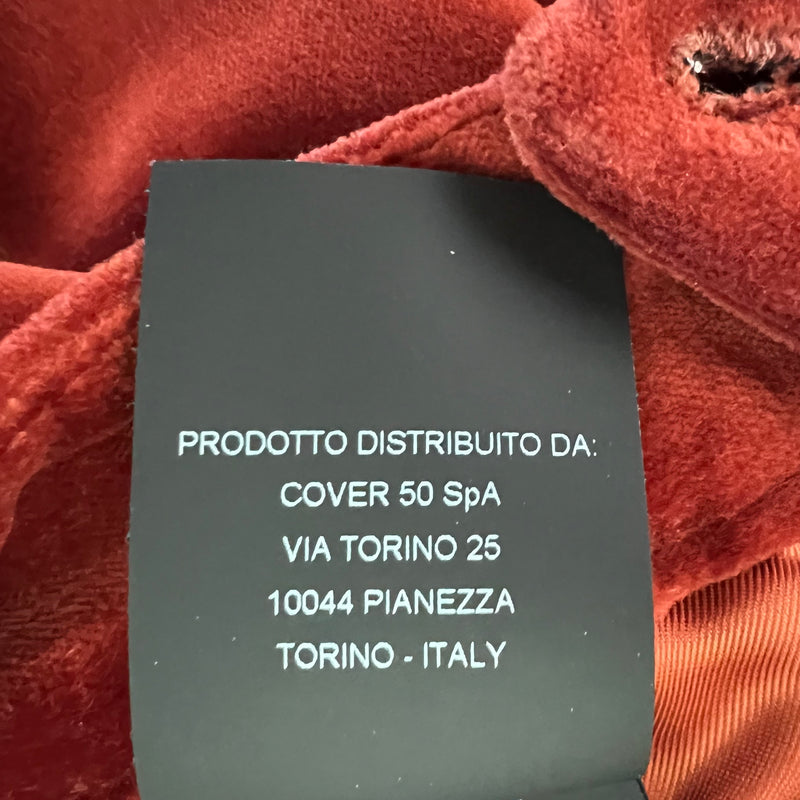 PRODOTTO DISTRIBUITO DA:
COVER 50 SpA
VIA TORINO 25
10044 PIANEZZA
TORINO - ITALY